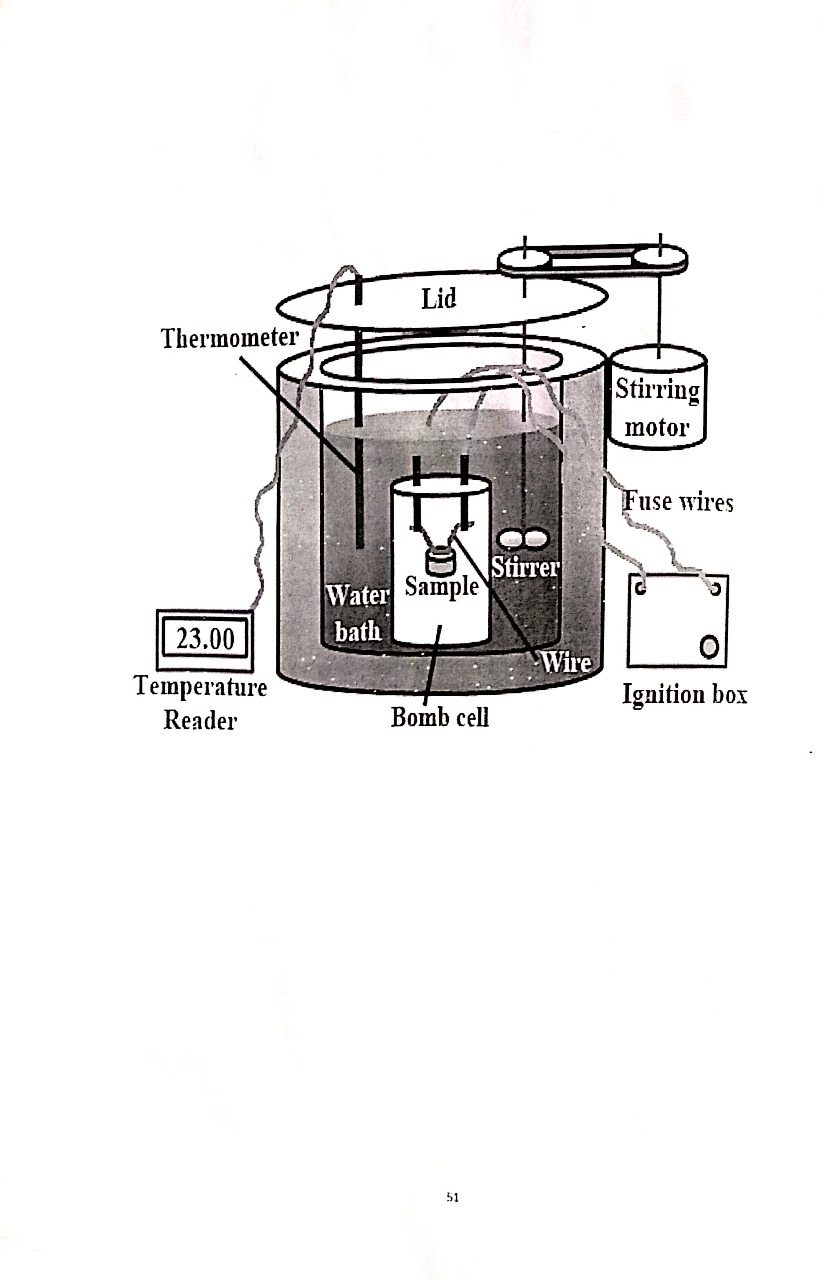 Lid
Thermometer
Stirring
motor
Fuse wires
Stirrer
Sample
Water
bath
23.00
Wire
Temperature
Reader
Bomb cell
Ignition box
51